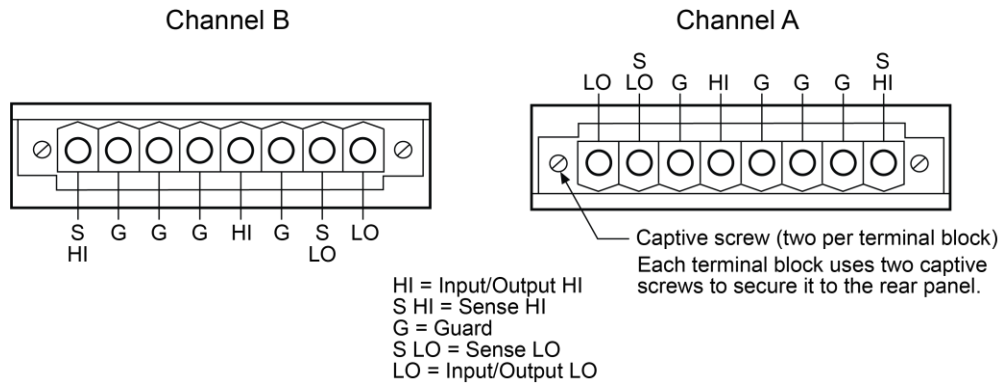 Channel B
S HI G G G HI G S LO LO
Channel A
LO S LO G HI G G G S HI
Captive screw (two per terminal block)
Each terminal block uses two captive
screws to secure it to the rear panel.
HI = Input/Output HI
S HI = Sense HI
G = Guard
S LO = Sense LO
LO = Input/Output LO